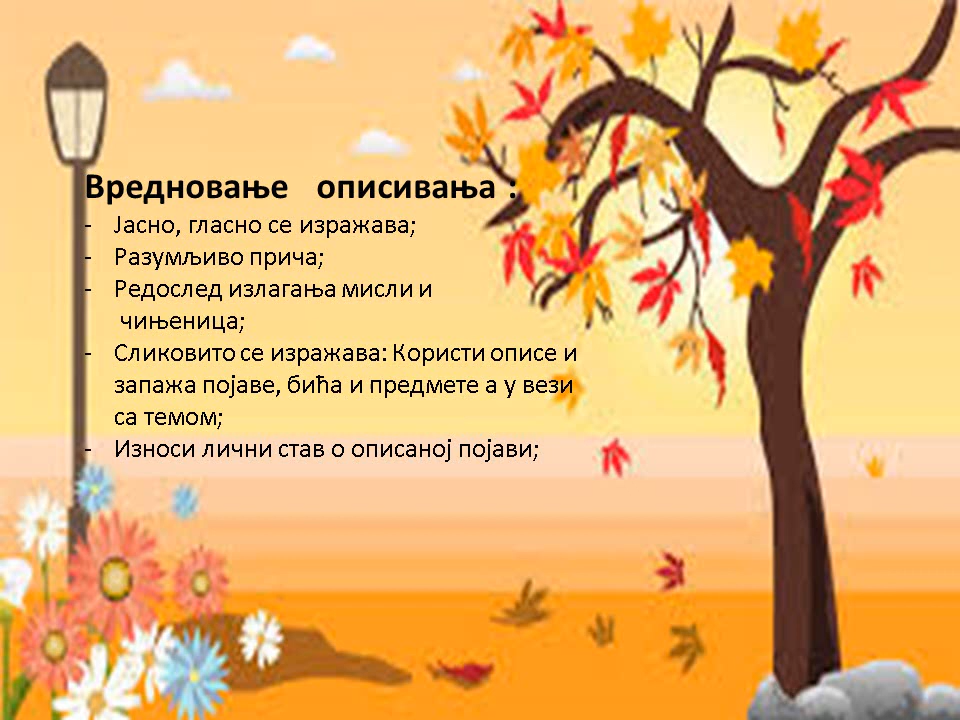 Вредновање описивања :
- Јасно, гласно се изражава;
- Разумљиво прича;
- Редослед излагања мисли и
чињеница;
- Сликовито се изражава: Користи описе и
запажа појаве, бића и предмете а у вези
са темом;
- Износи лични став о описаној појави;